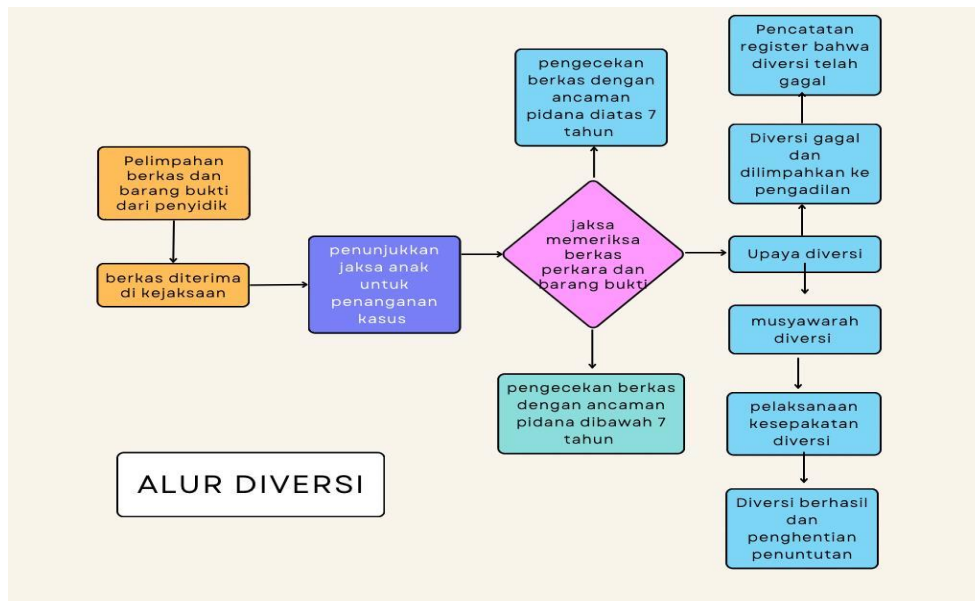 Pelimpahan
berkas dan
barang bukti
dari penyidik
berkas diterima
di kejaksaan
penunjukkan
jaksa anak
untuk
penanganan
kasus
jaksa
memeriksa
berkas
perkara dan
barang bukti
pengecekan
berkas dengan
ancaman
pidana diatas 7
tahun
pengecekan berkas
dengan ancaman
pidana dibawah 7
tahun
Upaya diversi
Diversi gagal
dan
dilimpahkan ke
pengadilan
Pencatatan
register bahwa
diversi telah
gagal
musyawarah
diversi
pelaksanaan
kesepakatan
diversi
Diversi berhasil
dan
penghentian
penuntutan
ALUR DIVERSI